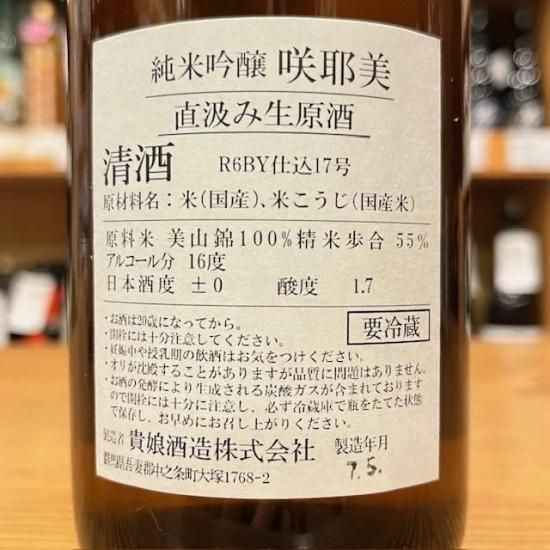 純米吟醸 咲耶美
直汲み生原酒
清酒 R6BY仕込17号
原材料名：米(国産)、米こうじ(国産米)
原料米 美山錦100%精米歩合 55%
アルコール分 16度
日本酒度 ±0 酸度 1.7
・お酒は20歳になってから。
・開栓には十分注意してください。
・妊娠中や授乳期の飲酒はお気をつけください。
要冷蔵
・オリが沈殿することがありますが品質に問題はありません。
・お酒の発酵により生成される炭酸ガスが含まれております
ので開栓には十分に注意し、必ず冷蔵庫で瓶をたてた状態
で保存し、お早めにお召し上がりください。
製造者 貴娘酒造株式会社 製造年月
群馬県吾妻郡中之条町大塚1768-2 7.5.